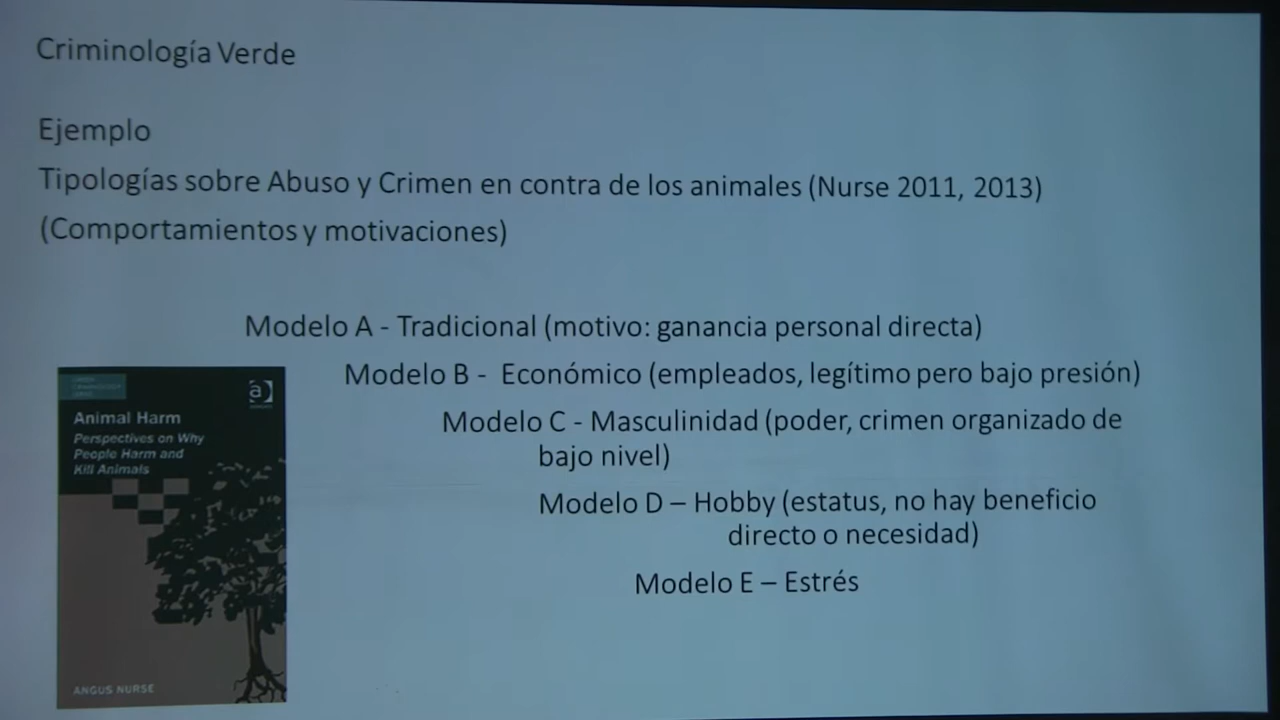 Criminología Verde
Ejemplo
Tipologías sobre Abuso y Crimen en contra de los animales (Nurse 2011, 2013)
(Comportamientos y motivaciones)
Modelo A - Tradicional (motivo: ganancia personal directa)
Modelo B - Económico (empleados, legítimo pero bajo presión)
Modelo C - Masculinidad (poder, crimen organizado de
bajo nivel)
Modelo D – Hobby (estatus, no hay beneficio
directo o necesidad)
Modelo E – Estrés
Animal Harm
Perspectives on Why
People Harm and
Kill Animals
ANGUS NURSE